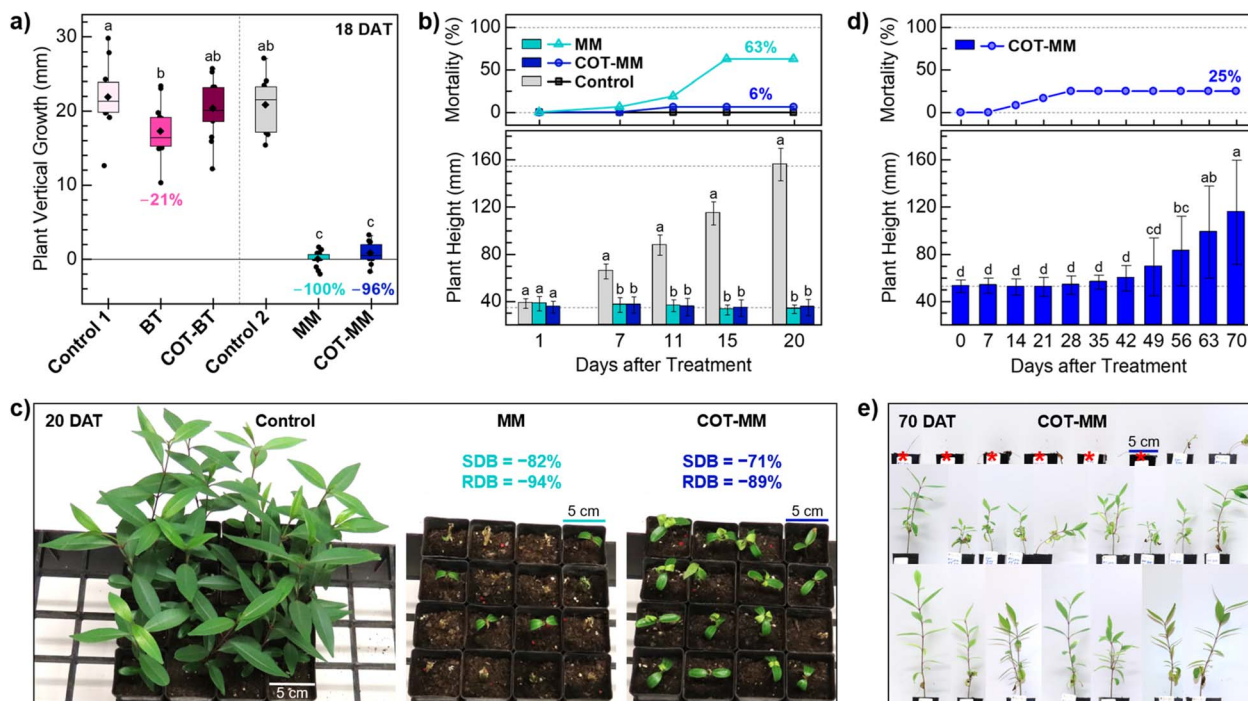 a)
18 DAT
Plant Vertical Growth (mm)
30
20
10
0
a
b
ab
ab
c
c
−21%
−100%
−96%
Control 1
BT
COT-BT
Control 2
MM
COT-MM
b)
Mortality (%)
100
50
0
MM
COT-MM
Control
63%
6%
Plant Height (mm)
160
120
80
40
a a a
a b b
a b b
a b b
a b b
1 7 11 15 20
Days after Treatment
d)
Mortality (%)
100
50
0
COT-MM
25%
Plant Height (mm)
160
120
80
40
d d d d d d d cd bc ab a
0 7 14 21 28 35 42 49 56 63 70
Days after Treatment
c)
20 DAT
Control
5 cm
MM
SDB = −82%
RDB = −94%
5 cm
COT-MM
SDB = −71%
RDB = −89%
5 cm
e)
70 DAT
COT-MM
5 cm
* * * * * *